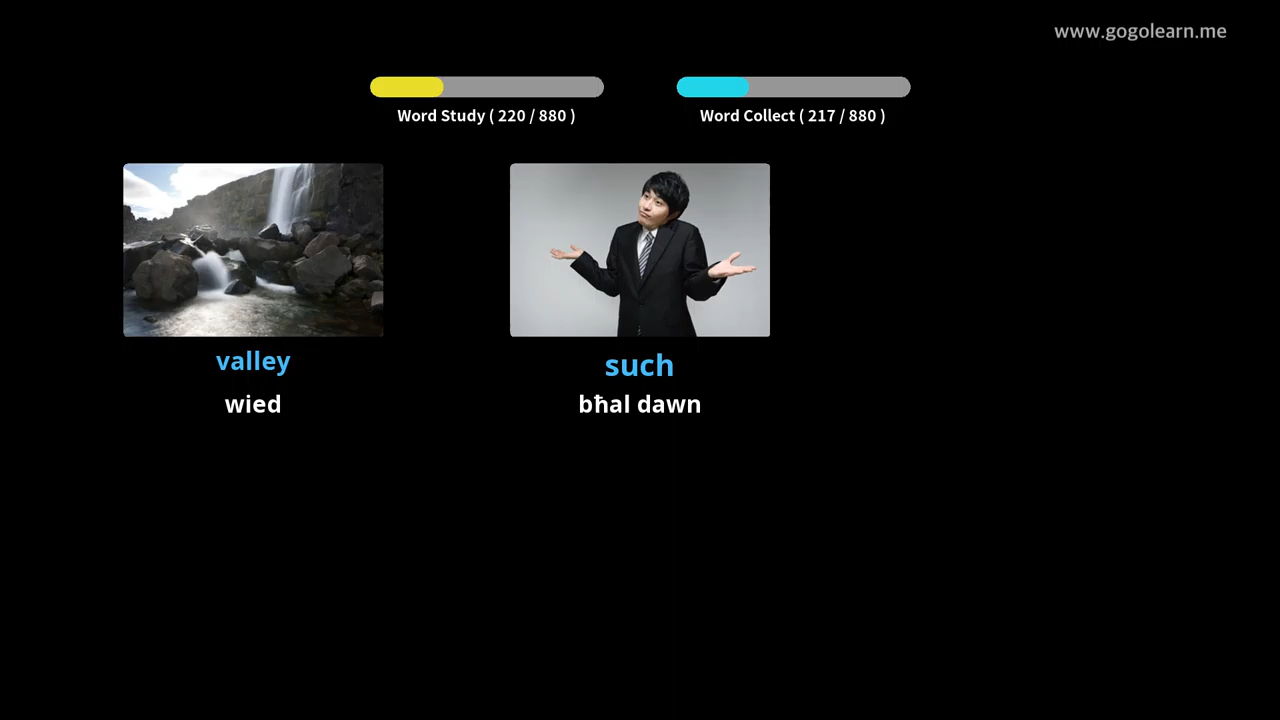 www.gogolearn.me
Word Study ( 220 / 880 )
Word Collect ( 217 / 880 )
valley
wied
such
bħal dawn